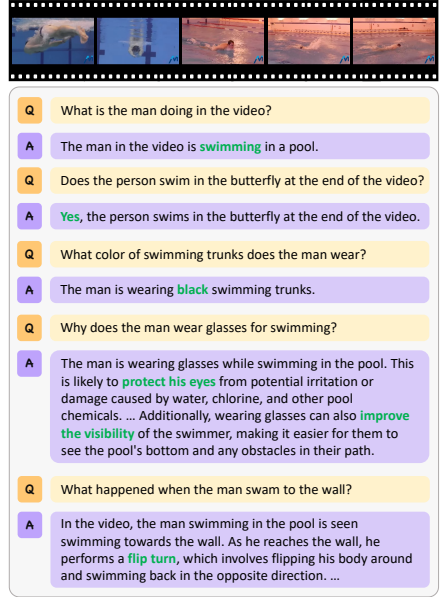 Q What is the man doing in the video?
A The man in the video is swimming in a pool.
Q Does the person swim in the butterfly at the end of the video?
A Yes, the person swims in the butterfly at the end of the video.
Q What color of swimming trunks does the man wear?
A The man is wearing black swimming trunks.
Q Why does the man wear glasses for swimming?
A The man is wearing glasses while swimming in the pool. This
is likely to protect his eyes from potential irritation or
damage caused by water, chlorine, and other pool
chemicals. … Additionally, wearing glasses can also improve
the visibility of the swimmer, making it easier for them to
see the pool's bottom and any obstacles in their path.
Q What happened when the man swam to the wall?
A In the video, the man swimming in the pool is seen
swimming towards the wall. As he reaches the wall, he
performs a flip turn, which involves flipping his body around
and swimming back in the opposite direction. …